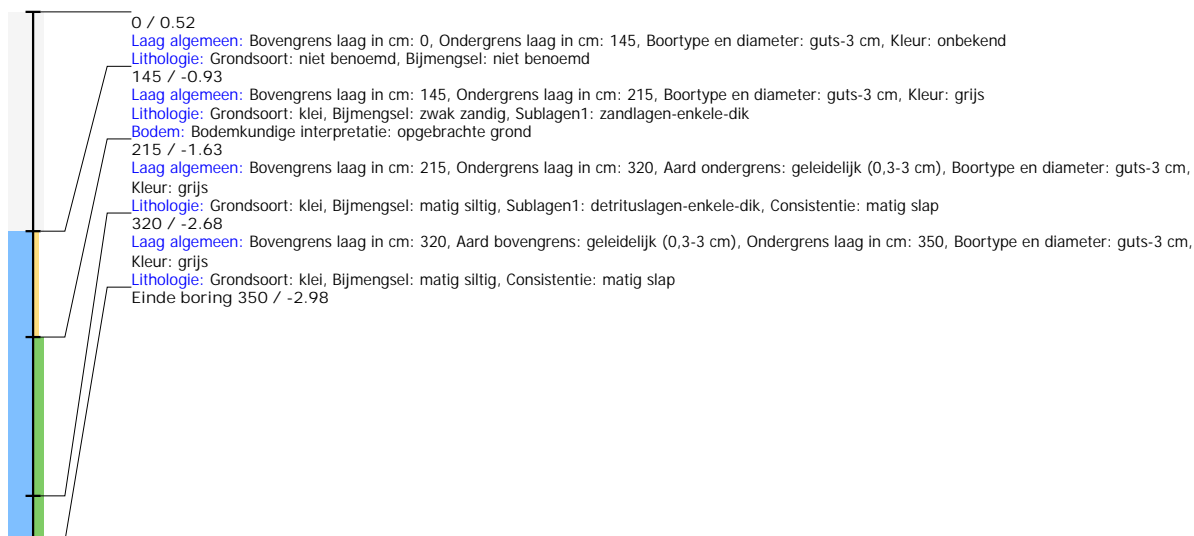 0 / 0.52
Laag algemeen: Bovengrens laag in cm: 0, Ondergrens laag in cm: 145, Boortype en diameter: guts-3 cm, Kleur: onbekend
Lithologie: Grondsoort: niet benoemd, Bijmengsel: niet benoemd
145 / -0.93
Laag algemeen: Bovengrens laag in cm: 145, Ondergrens laag in cm: 215, Boortype en diameter: guts-3 cm, Kleur: grijs
Lithologie: Grondsoort: klei, Bijmengsel: zwak zandig, Sublagen1: zandlagen-enkele-dik
Bodem: Bodemkundige interpretatie: opgebrachte grond
215 / -1.63
Laag algemeen: Bovengrens laag in cm: 215, Ondergrens laag in cm: 320, Aard ondergrens: geleidelijk (0,3-3 cm), Boortype en diameter: guts-3 cm,
Kleur: grijs
Lithologie: Grondsoort: klei, Bijmengsel: matig siltig, Sublagen1: detrituslagen-enkele-dik, Consistentie: matig slap
320 / -2.68
Laag algemeen: Bovengrens laag in cm: 320, Aard bovengrens: geleidelijk (0,3-3 cm), Ondergrens laag in cm: 350, Boortype en diameter: guts-3 cm,
Kleur: grijs
Lithologie: Grondsoort: klei, Bijmengsel: matig siltig, Consistentie: matig slap
Einde boring 350 / -2.98